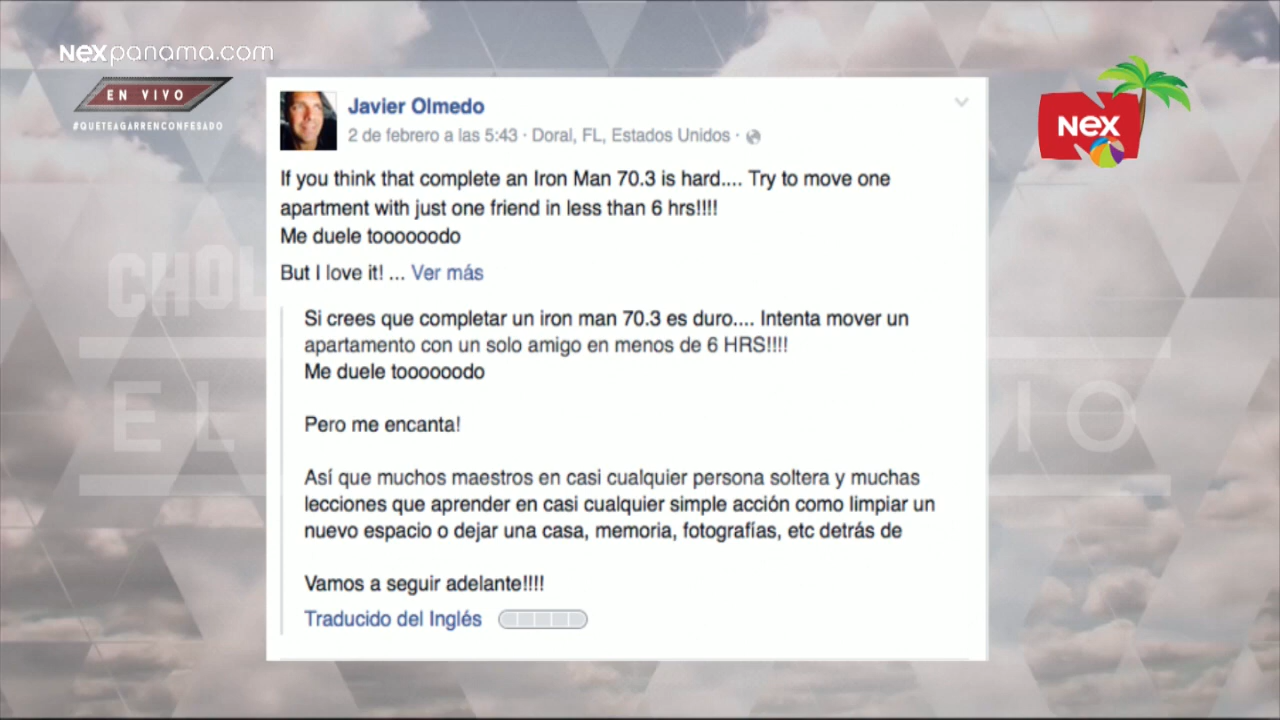 NEXpanama.com
EN VIVO
#QUETEAGARRENCONFESADO
NEX
Javier Olmedo
2 de febrero a las 5:43 · Doral, FL, Estados Unidos ·
If you think that complete an Iron Man 70.3 is hard.... Try to move one
apartment with just one friend in less than 6 hrs!!!!
Me duele tooooooodo
But I love it! ... Ver más
Si crees que completar un iron man 70.3 es duro.... Intenta mover un
apartamento con un solo amigo en menos de 6 HRS!!!!
Me duele tooooooodo
Pero me encanta!
Así que muchos maestros en casi cualquier persona soltera y muchas
lecciones que aprender en casi cualquier simple acción como limpiar un
nuevo espacio o dejar una casa, memoria, fotografías, etc detrás de
Vamos a seguir adelante!!!!
Traducido del Inglés
CHOL
EL
IO